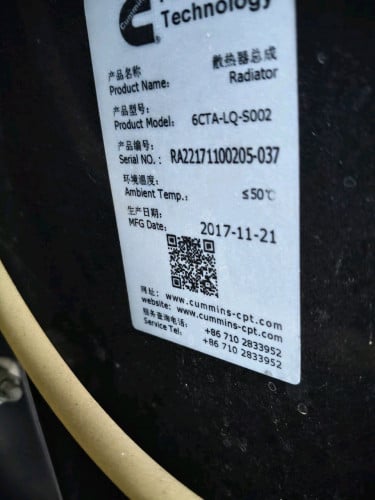 Cummins
Technology
产品名称 散热器总成
Product Name: Radiator
产品型号:
Product Model: 6CTA-LQ-S002
产品编号:
Serial NO.: RA22171100205-037
环境温度:
Ambient Temp.: ≤50℃
生产日期:
MFG Date: 2017-11-21
网址: www.cummins-cpt.com
website: www.cummins-cpt.com
服务查询电话: +86 710 2833952
Service Tel: +86 710 2833952